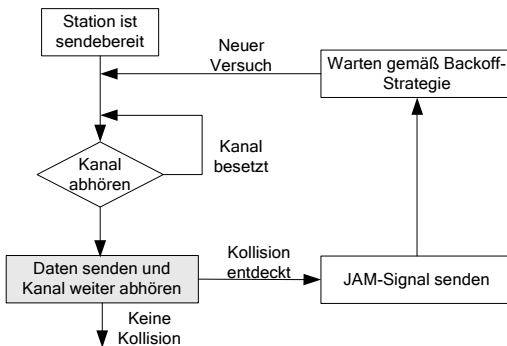 Station ist
sendebereit
Neuer
Versuch
Warten gemäß Backoff-
Strategie
Kanal
besetzt
Kanal
abhören
Kollision
entdeckt
Daten senden und
Kanal weiter abhören
JAM-Signal senden
Keine
Kollision